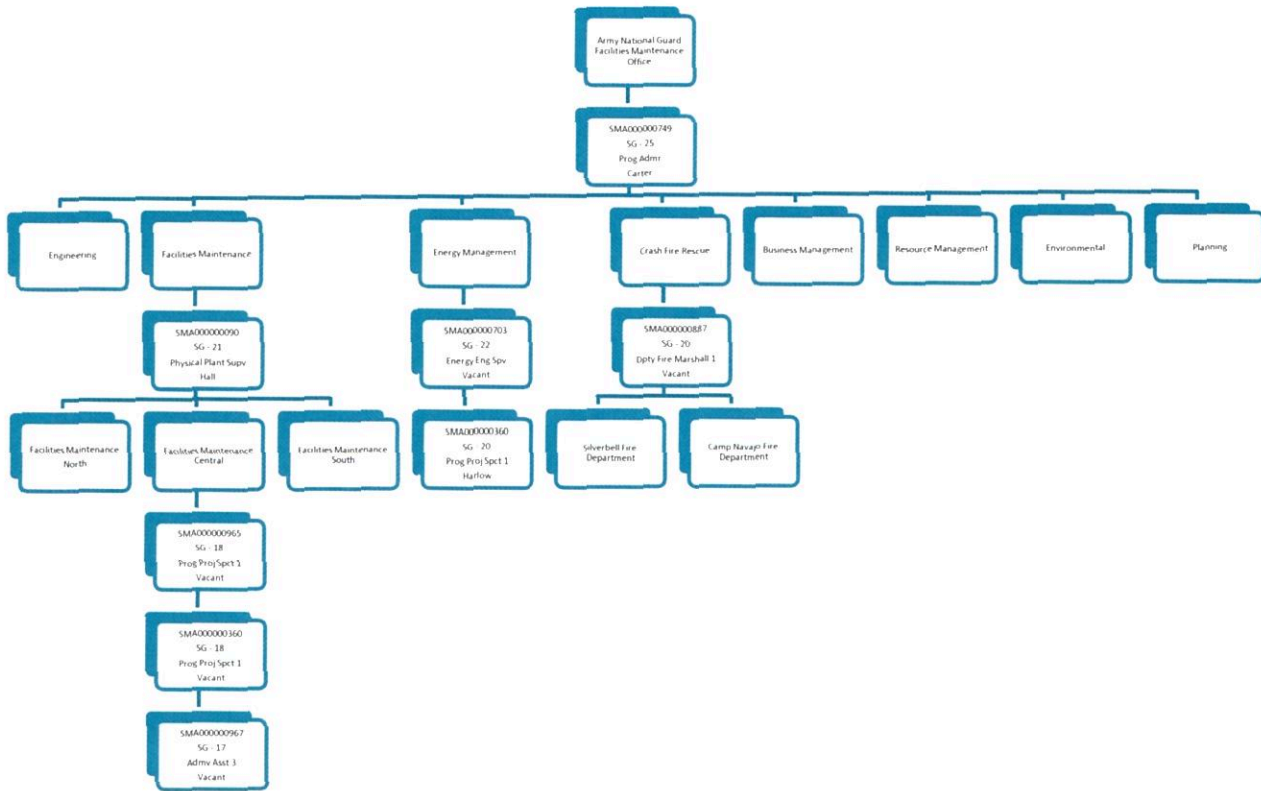 Army National Guard
Facilities Maintenance
Office
SMA000000749
SG - 25
Prog Admr
Carter
Engineering
Facilities Maintenance
Energy Management
Crash Fire Rescue
Business Management
Resource Management
Environmental
Planning
SMA000000090
SG - 21
Physical Plant Supv
Hall
SMA000000703
SG - 22
Energy Eng Spv
Vacant
SMA000000887
SG - 20
Dpty Fire Marshall 1
Vacant
Facilities Maintenance
North
Facilities Maintenance
Central
Facilities Maintenance
South
SMA000000360
SG - 20
Prog Proj Spct 1
Harlow
Silverbell Fire
Department
Camp Navajo Fire
Department
SMA000000965
SG - 18
Prog Proj Spct 1
Vacant
SMA000000360
SG - 18
Prog Proj Spct 1
Vacant
SMA000000967
SG - 17
Admv Asst 3
Vacant